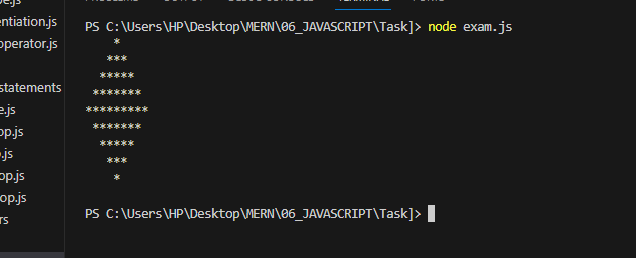 PS C:\Users\HP\Desktop\MERN\06_JAVASCRIPT\Task]> node exam.js
    *
   ***
  *****
 *******
*********
 *******
  *****
   ***
    *
PS C:\Users\HP\Desktop\MERN\06_JAVASCRIPT\Task]>
entiation.js
operator.js
statements
e.js
op.js
.js
op.js
op.js
rs